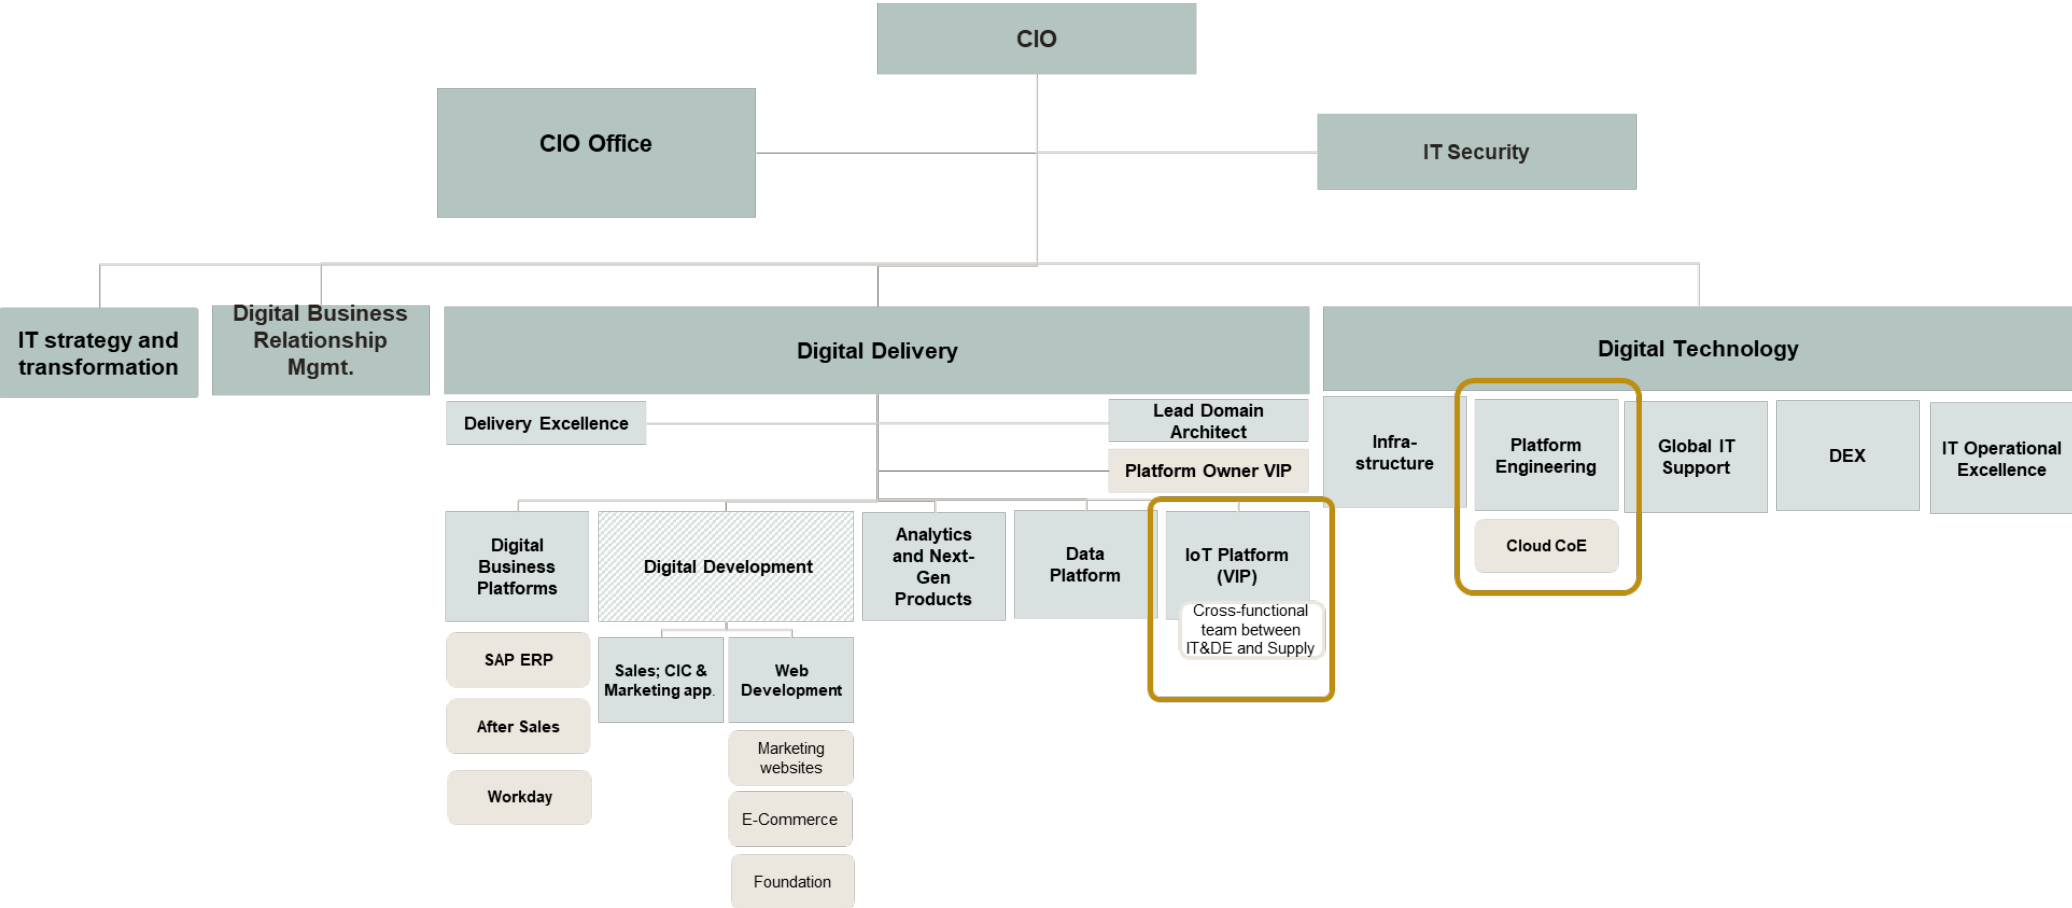 CIO
CIO Office
IT Security
IT strategy and
transformation
Digital Business
Relationship
Mgmt.
Digital Delivery
Digital Technology
Delivery Excellence
Lead Domain
Architect
Platform Owner VIP
Infra-
structure
Platform
Engineering
Global IT
Support
DEX
IT Operational
Excellence
Cloud CoE
Digital
Business
Platforms
Digital Development
Analytics
and Next-
Gen
Products
Data
Platform
IoT Platform
(VIP)
Cross-functional
team between
IT&DE and Supply
SAP ERP
After Sales
Workday
Sales; CIC &
Marketing app.
Web
Development
Marketing
websites
E-Commerce
Foundation